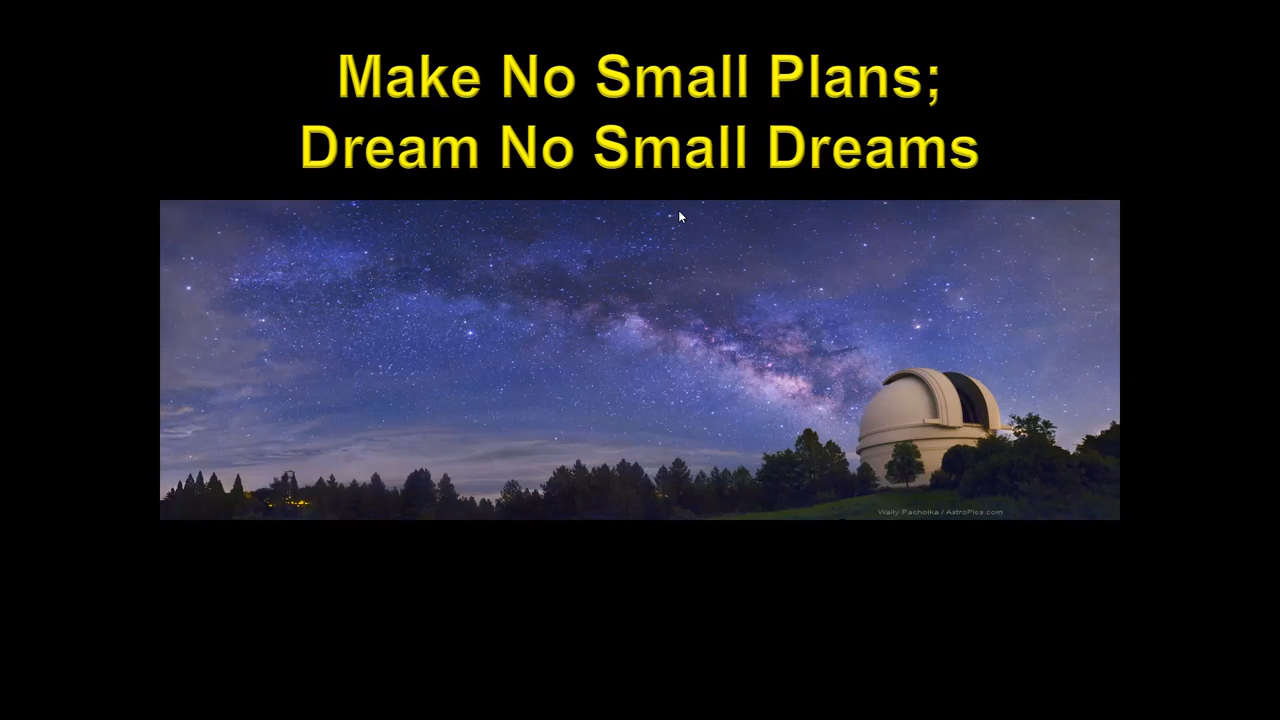 Make No Small Plans;
Dream No Small Dreams
Wally Pacholka / AstroPics.com